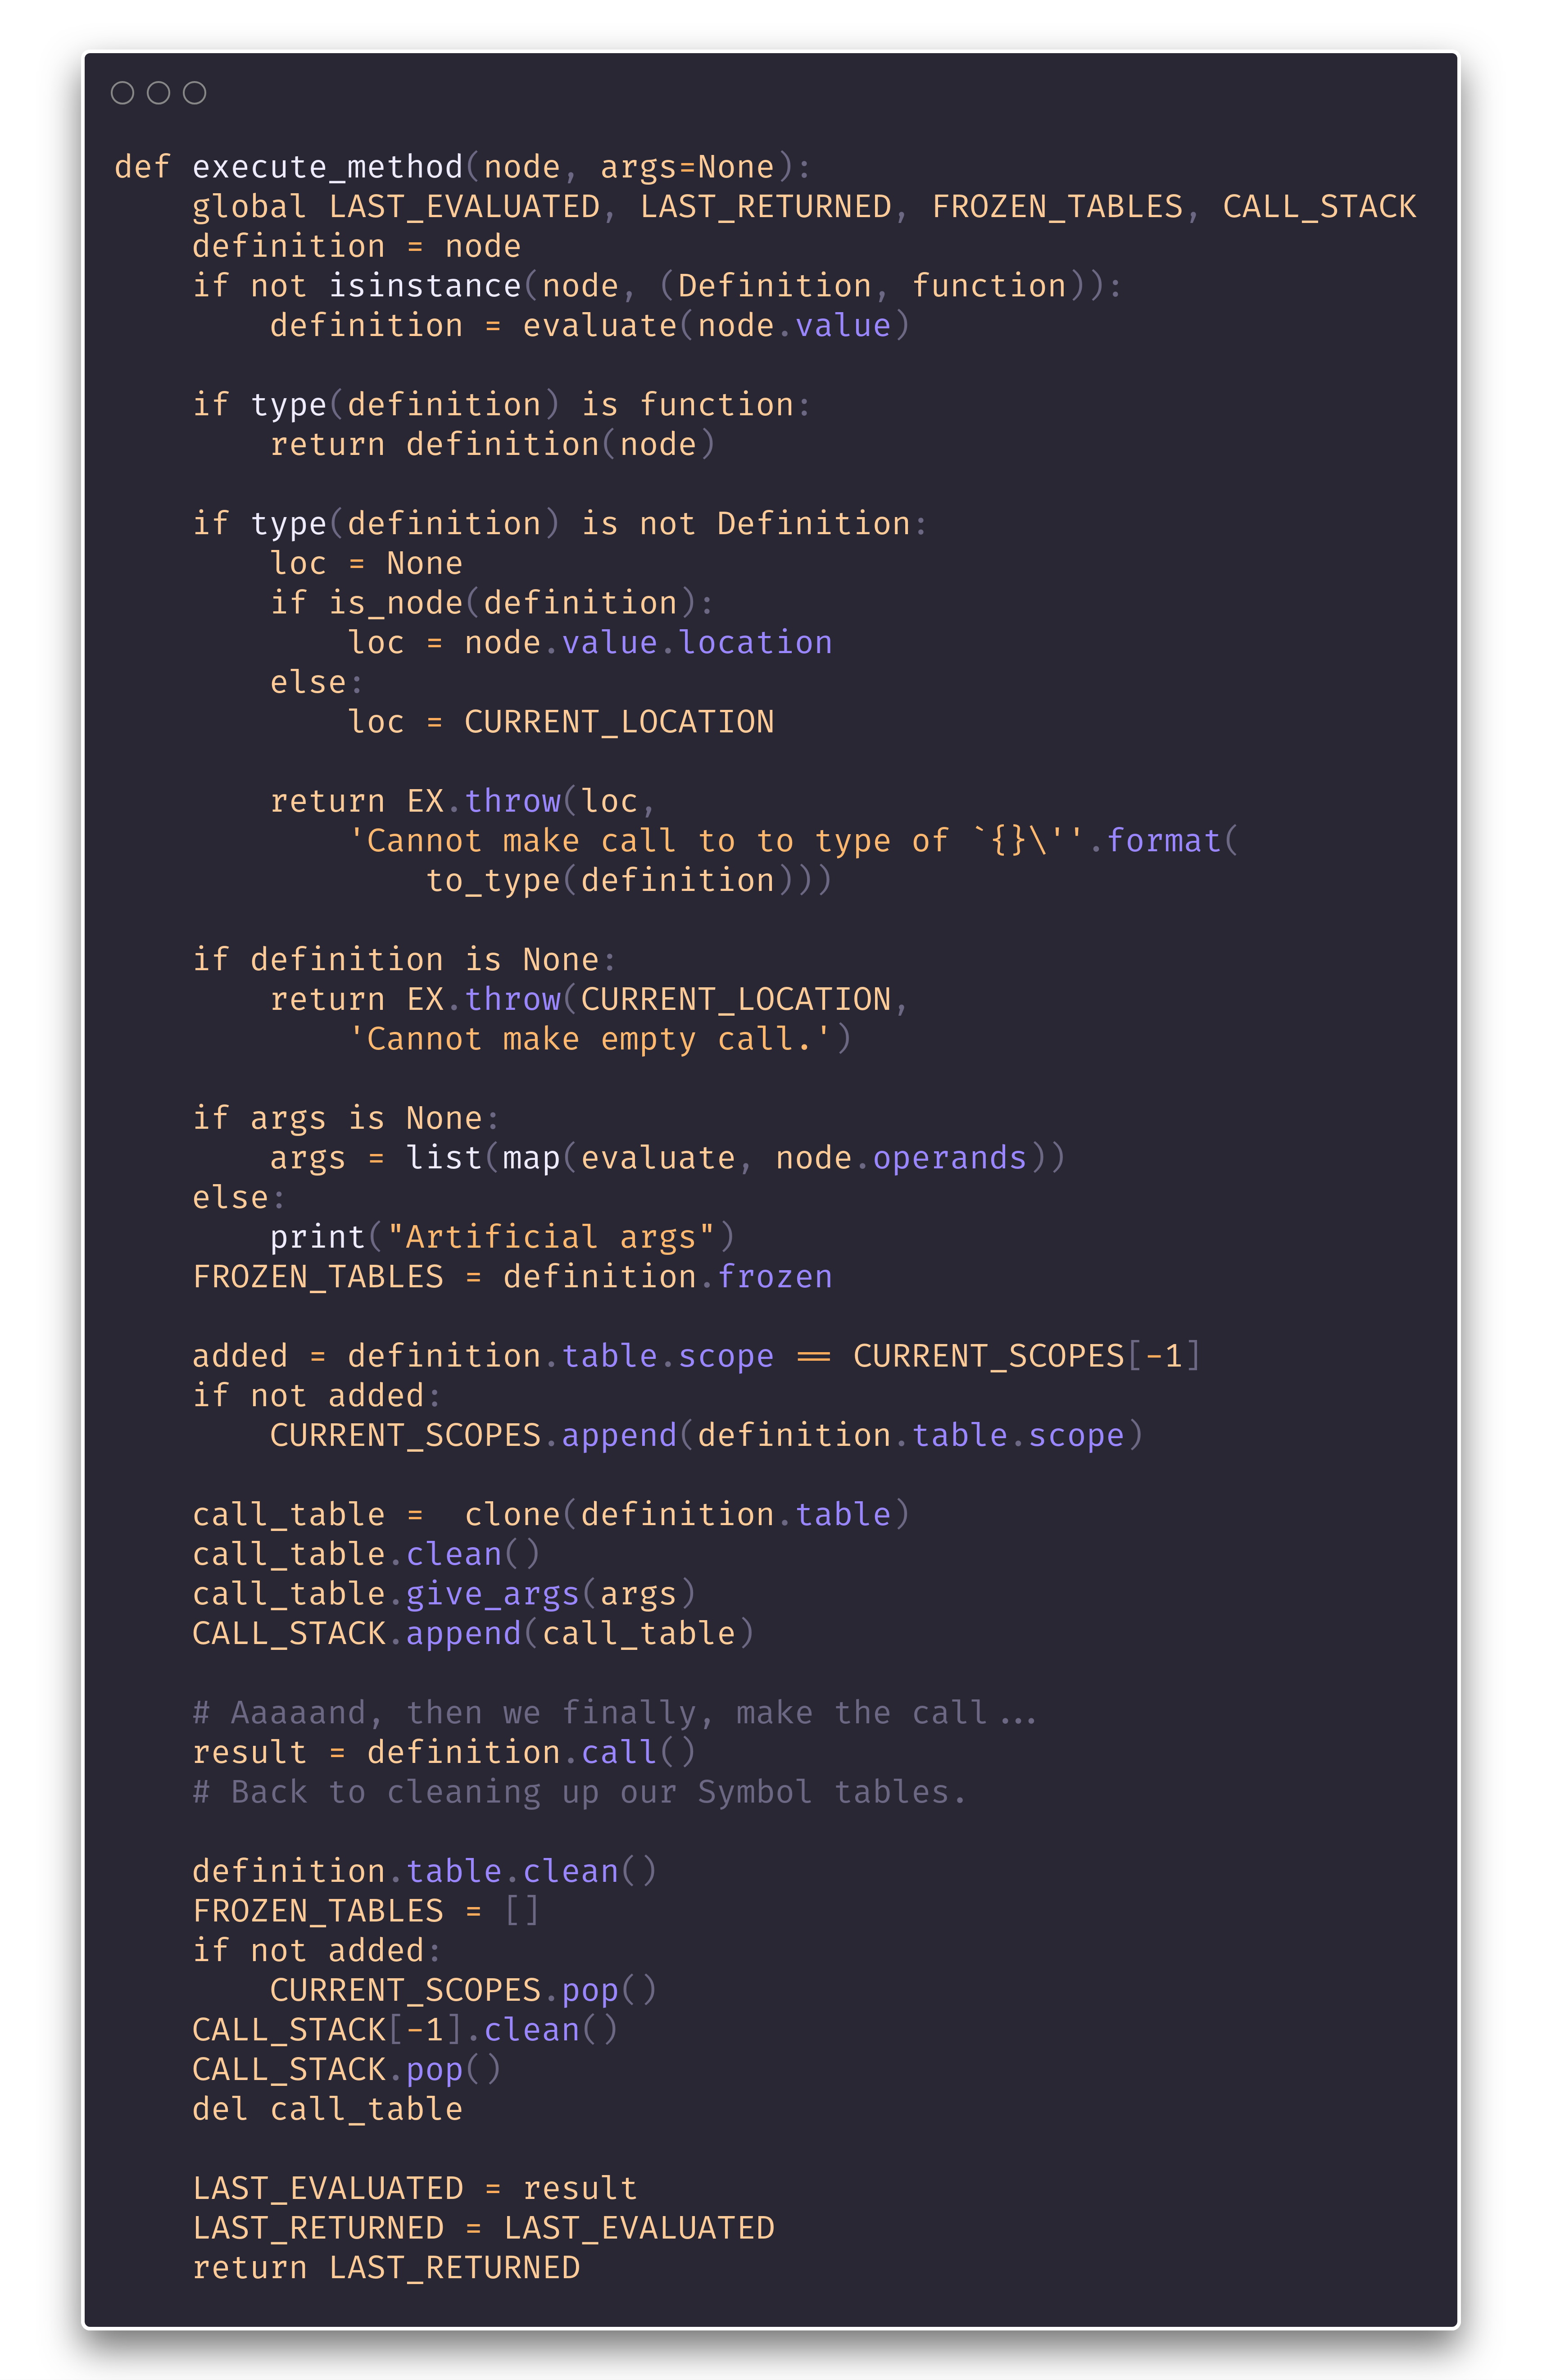 def execute_method(node, args=None):
    global LAST_EVALUATED, LAST_RETURNED, FROZEN_TABLES, CALL_STACK
    definition = node
    if not isinstance(node, (Definition, function)):
        definition = evaluate(node.value)

    if type(definition) is function:
        return definition(node)

    if type(definition) is not Definition:
        loc = None
        if is_node(definition):
            loc = node.value.location
        else:
            loc = CURRENT_LOCATION

        return EX.throw(loc,
            'Cannot make call to to type of `{}\''.format(
                to_type(definition)))

    if definition is None:
        return EX.throw(CURRENT_LOCATION,
            'Cannot make empty call.')

    if args is None:
        args = list(map(evaluate, node.operands))
    else:
        print("Artificial args")
    FROZEN_TABLES = definition.frozen

    added = definition.table.scope == CURRENT_SCOPES[-1]
    if not added:
        CURRENT_SCOPES.append(definition.table.scope)

    call_table =  clone(definition.table)
    call_table.clean()
    call_table.give_args(args)
    CALL_STACK.append(call_table)

    # Aaaaand, then we finally, make the call...
    result = definition.call()
    # Back to cleaning up our Symbol tables.

    definition.table.clean()
    FROZEN_TABLES = []
    if not added:
        CURRENT_SCOPES.pop()
    CALL_STACK[-1].clean()
    CALL_STACK.pop()
    del call_table

    LAST_EVALUATED = result
    LAST_RETURNED = LAST_EVALUATED
    return LAST_RETURNED